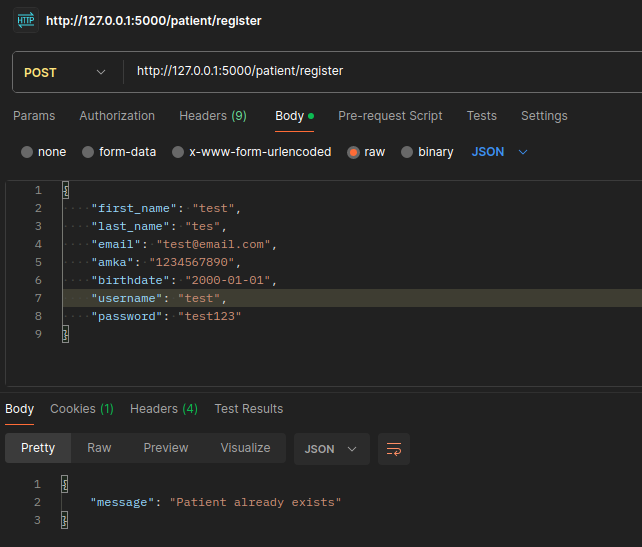 HTTP http://127.0.0.1:5000/patient/register
POST http://127.0.0.1:5000/patient/register
Params Authorization Headers (9) Body Pre-request Script Tests Settings
none form-data x-www-form-urlencoded raw binary JSON
1 {
2 "first_name": "test",
3 "last_name": "tes",
4 "email": "test@email.com",
5 "amka": "1234567890",
6 "birthdate": "2000-01-01",
7 "username": "test",
8 "password": "test123"
9 }
Body Cookies (1) Headers (4) Test Results
Pretty Raw Preview Visualize JSON
1 {
2 "message": "Patient already exists"
3 }